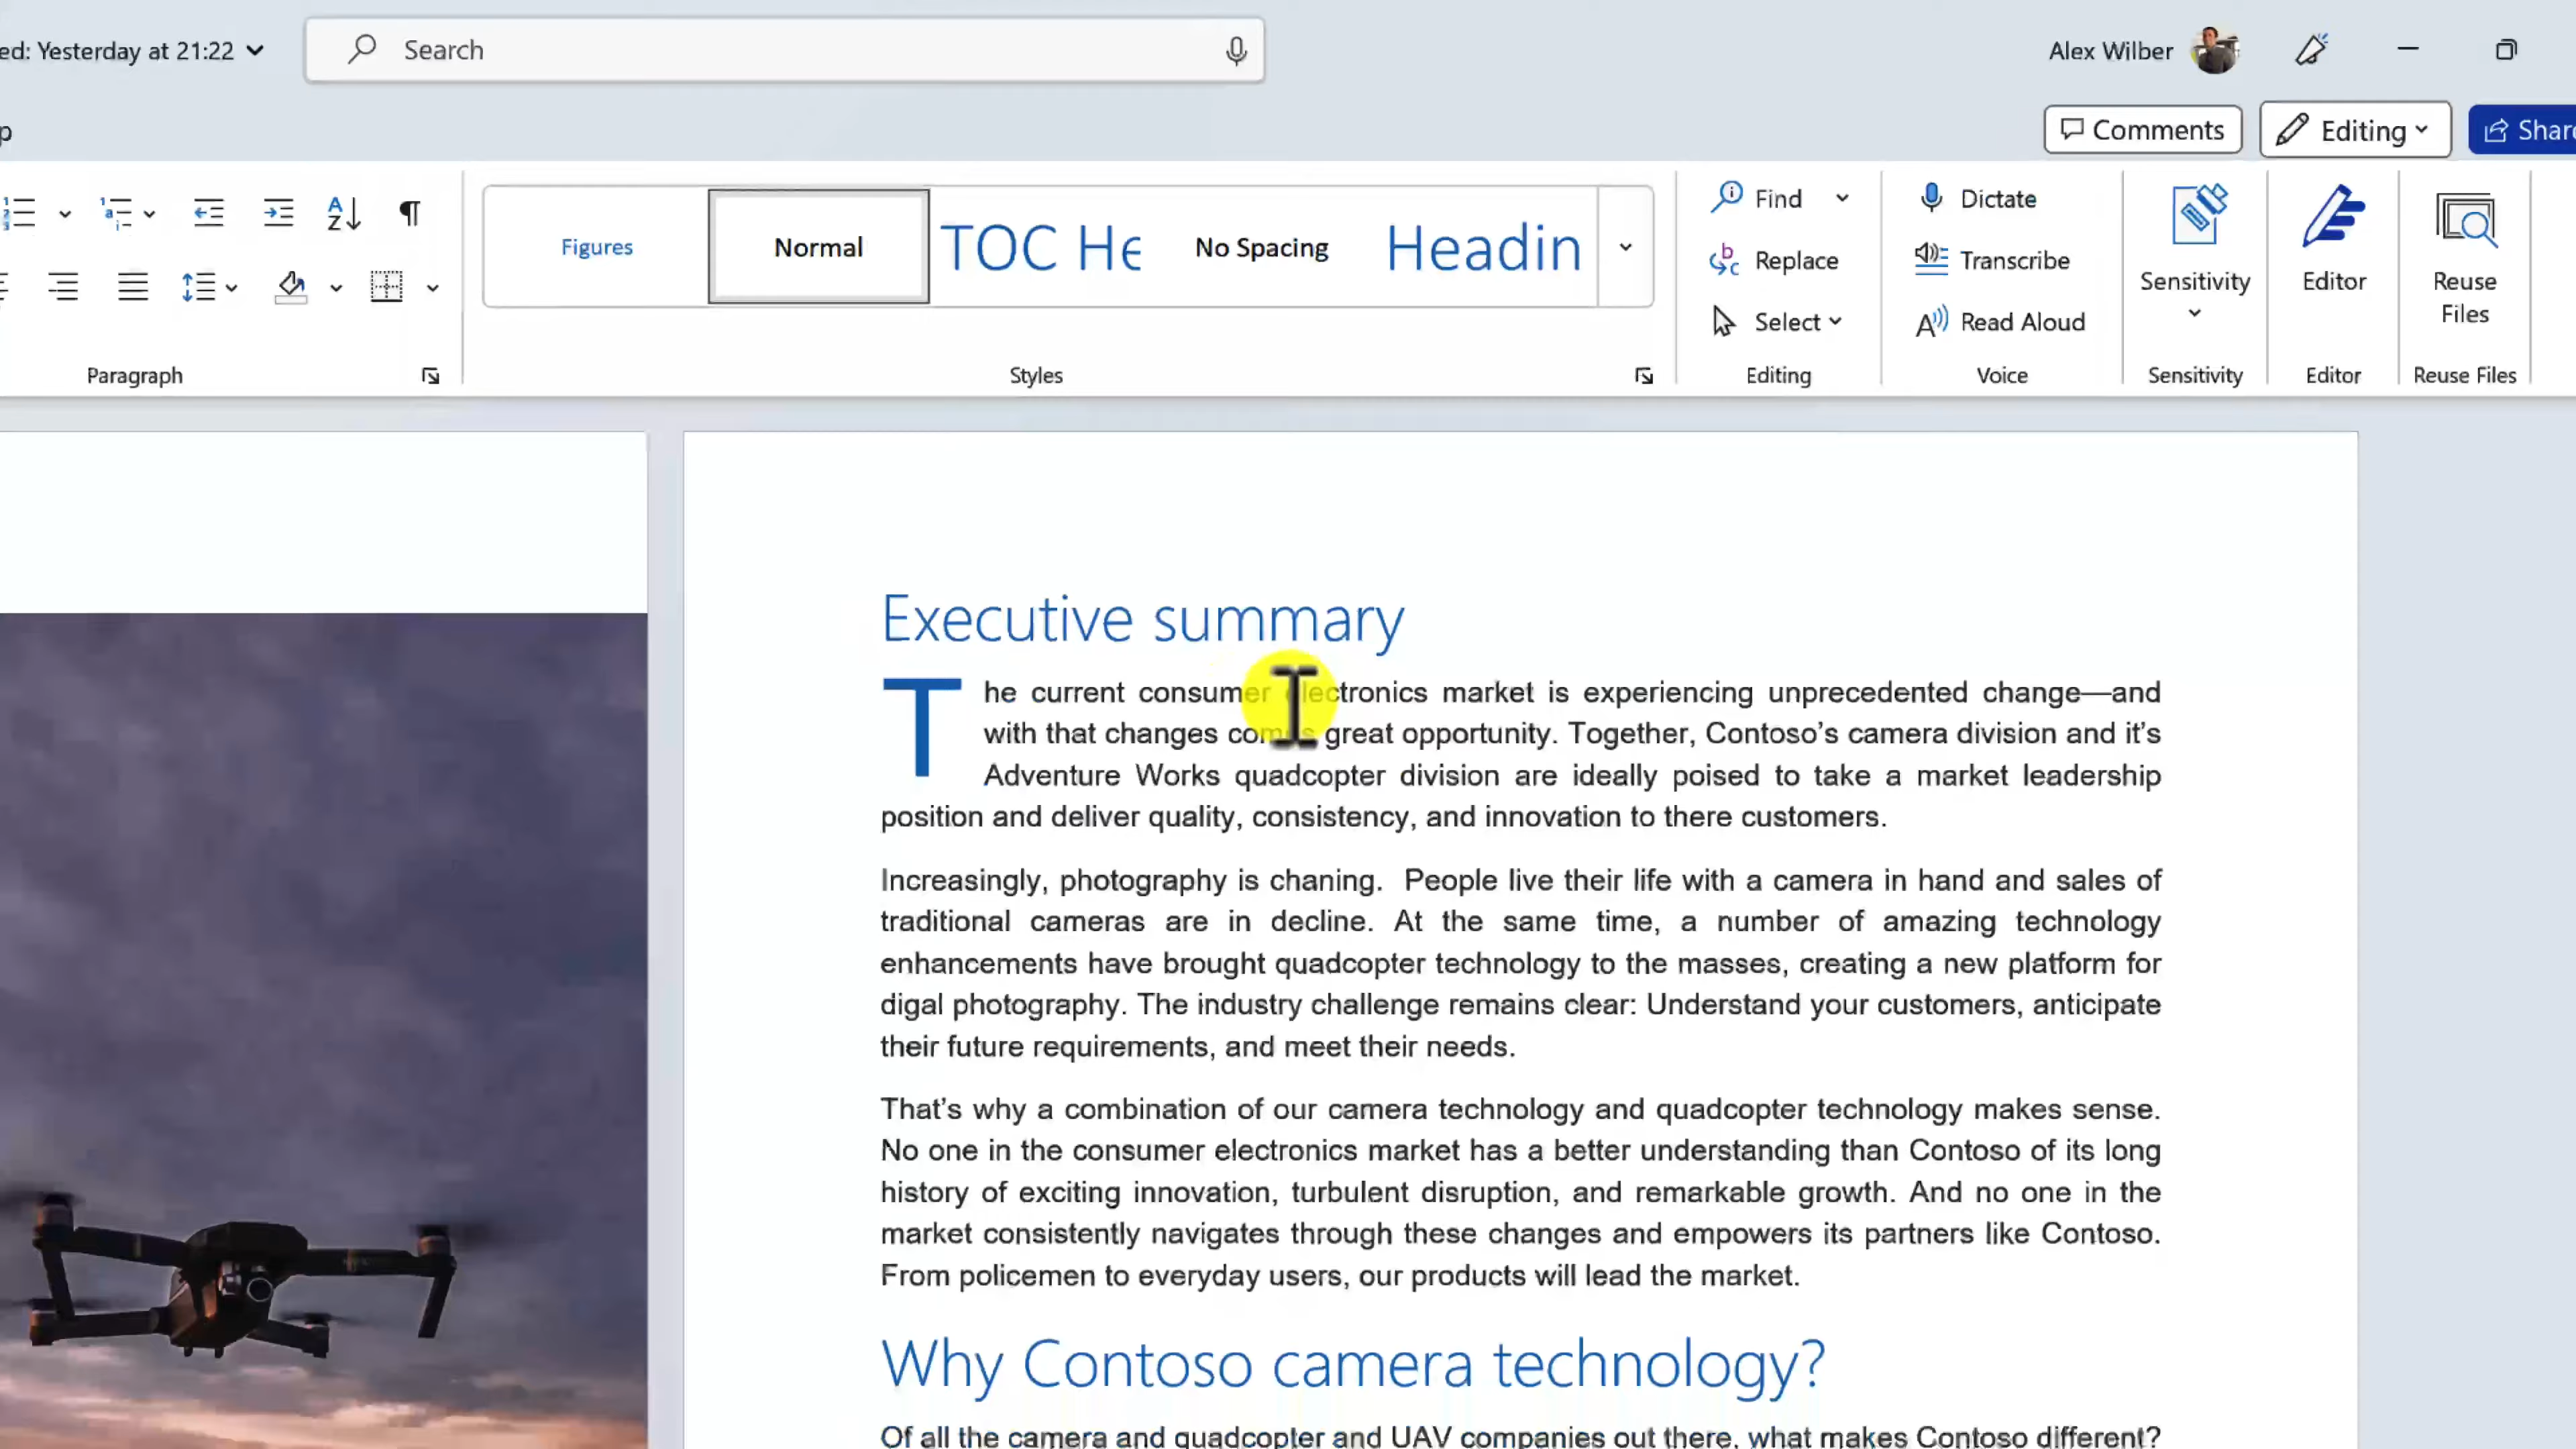 ed: Yesterday at 21:22
Search
Alex Wilber
p
Comments
Editing
Share
Figures
Normal
TOC He
No Spacing
Headin
Find
Replace
Select
Dictate
Transcribe
Read Aloud
Sensitivity
Editor
Reuse
Files
Paragraph
Styles
Editing
Voice
Sensitivity
Editor
Reuse Files
Executive summary
The current consumer electronics market is experiencing unprecedented change—and
with that changes comes great opportunity. Together, Contoso’s camera division and it’s
Adventure Works quadcopter division are ideally poised to take a market leadership
position and deliver quality, consistency, and innovation to there customers.
Increasingly, photography is chaning.  People live their life with a camera in hand and sales of
traditional cameras are in decline. At the same time, a number of amazing technology
enhancements have brought quadcopter technology to the masses, creating a new platform for
digal photography. The industry challenge remains clear: Understand your customers, anticipate
their future requirements, and meet their needs.
That’s why a combination of our camera technology and quadcopter technology makes sense.
No one in the consumer electronics market has a better understanding than Contoso of its long
history of exciting innovation, turbulent disruption, and remarkable growth. And no one in the
market consistently navigates through these changes and empowers its partners like Contoso.
From policemen to everyday users, our products will lead the market.
Why Contoso camera technology?
Of all the camera and quadcopter and UAV companies out there, what makes Contoso different?